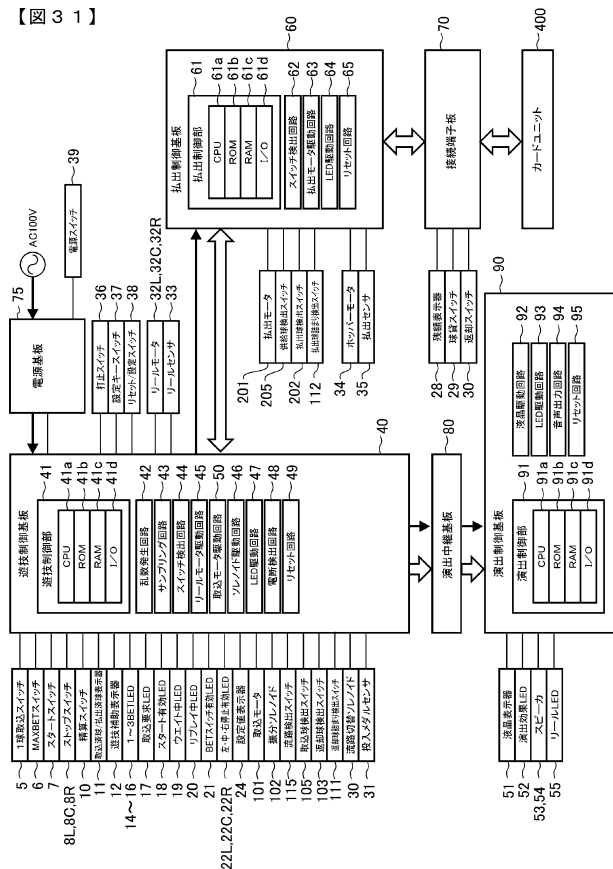 【図31】
AC100V
75
電源基板
電源スイッチ
39
遊技制御基板
40
遊技制御部
41
CPU
41a
ROM
41b
RAM
41c
I/O
41d
乱数発生回路
42
サンプリング回路
43
スイッチ検出回路
44
リールモータ駆動回路
45
取込モータ駆動回路
50
ソレノイド駆動回路
46
LED駆動回路
47
電断検出回路
48
リセット回路
49
打止スイッチ
36
設定キースイッチ
37
リセット/設定スイッチ
38
リールモータ
32L,32C,32R
リールセンサ
33
5
1球取込スイッチ
6
MAXBETスイッチ
7
スタートスイッチ
8L,8C,8R
ストップスイッチ
10
精算スイッチ
11
取込済球/払出済球表示器
12
遊技補助表示器
14～16
1～3BETLED
17
取込要求LED
18
スタート有効LED
19
ウエイト中LED
20
リプレイ中LED
21
BETスイッチ有効LED
22L,22C,22R
左・中・右停止有効LED
24
設定値表示器
101
取込モータ
102
振分ソレノイド
115
流路検出スイッチ
105
取込球検出スイッチ
103
返却球検出スイッチ
111
返却球詰まり検出スイッチ
30
流路切替ソレノイド
31
投入メダルセンサ
払出制御基板
60
払出制御部
61
CPU
61a
ROM
61b
RAM
61c
I/O
61d
スイッチ検出回路
62
払出モータ駆動回路
63
LED駆動回路
64
リセット回路
65
201
払出モータ
205
供給球検出スイッチ
202
払出球検出スイッチ
112
払出球詰まり検出スイッチ
34
ホッパーモータ
35
払出センサ
70
接続端子板
28
残額表示器
29
球貸スイッチ
30
返却スイッチ
400
カードユニット
80
演出中継基板
演出制御基板
90
演出制御部
91
CPU
91a
ROM
91b
RAM
91c
I/O
91d
液晶駆動回路
92
LED駆動回路
93
音声出力回路
94
リセット回路
95
51
液晶表示器
52
演出効果LED
53,54
スピーカ
55
リールLED